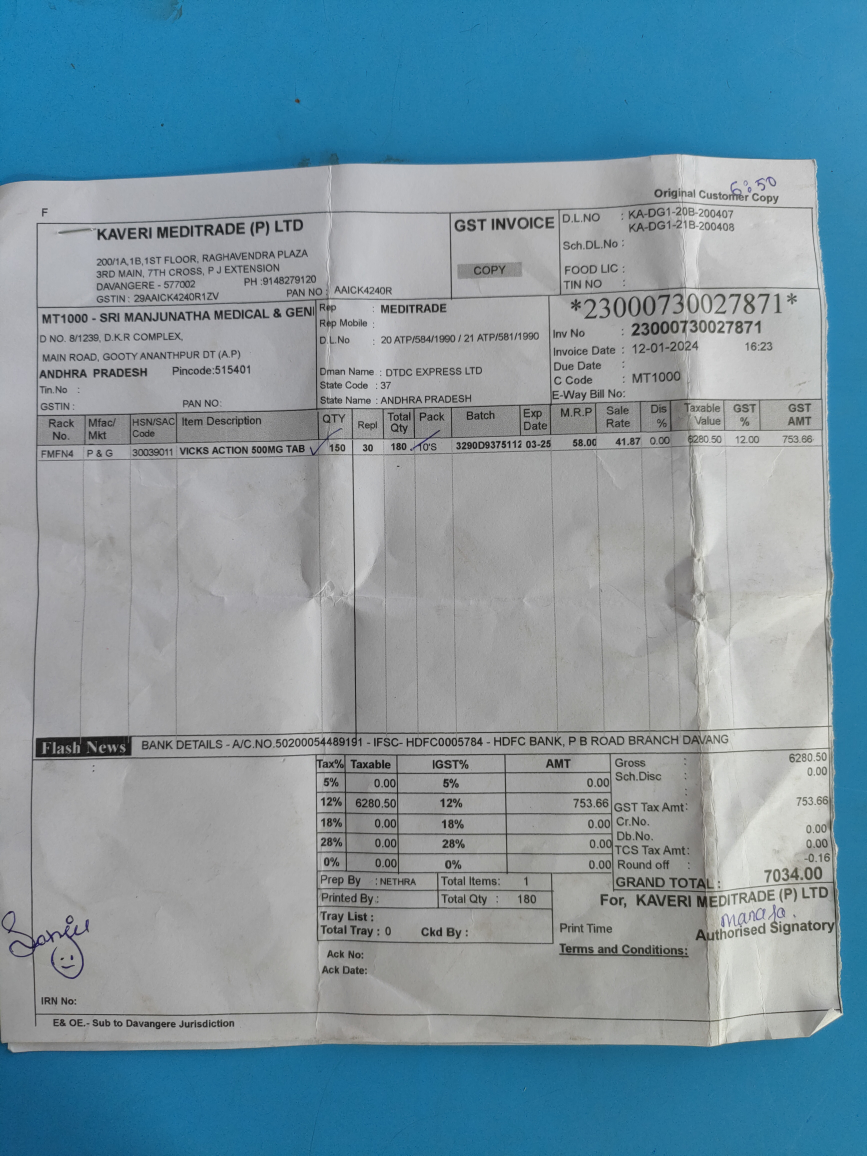 6:50
Original Customer Copy
F
KAVERI MEDITRADE (P) LTD
200/1A,1B,1ST FLOOR, RAGHAVENDRA PLAZA
3RD MAIN, 7TH CROSS, P J EXTENSION
DAVANGERE - 577002 PH :9148279120
GSTIN : 29AAICK4240R1ZV PAN NO : AAICK4240R
GST INVOICE
COPY
D.L.NO : KA-DG1-20B-200407
KA-DG1-21B-200408
Sch.DL.No :
FOOD LIC :
TIN NO :
MT1000 - SRI MANJUNATHA MEDICAL & GENI
D NO. 8/1239, D.K.R COMPLEX,
MAIN ROAD, GOOTY ANANTHPUR DT (A.P)
ANDHRA PRADESH Pincode:515401
Tin.No :
GSTIN : PAN NO:
Rep : MEDITRADE
Rep Mobile :
D.L.No : 20 ATP/584/1990 / 21 ATP/581/1990
Dman Name : DTDC EXPRESS LTD
State Code : 37
State Name : ANDHRA PRADESH
*23000730027871*
Inv No : 23000730027871
Invoice Date : 12-01-2024 16:23
Due Date :
C Code : MT1000
E-Way Bill No:
Rack No. Mfac/ Mkt HSN/SAC Code Item Description QTY Repl Total Qty Pack Batch Exp Date M.R.P Sale Rate Dis % Taxable Value GST % GST AMT
FMFN4 P & G 30039011 VICKS ACTION 500MG TAB 150 30 180 10'S 3290D9375112 03-25 58.00 41.87 0.00 6280.50 12.00 753.66
Flash News BANK DETAILS - A/C.NO.50200054489191 - IFSC- HDFC0005784 - HDFC BANK, P B ROAD BRANCH DAVANG
:
Tax% Taxable IGST% AMT
5% 0.00 5% 0.00
12% 6280.50 12% 753.66
18% 0.00 18% 0.00
28% 0.00 28% 0.00
0% 0.00 0% 0.00
Gross : 6280.50
Sch.Disc : 0.00
:
GST Tax Amt: 753.66
Cr.No. 0.00
Db.No. 0.00
TCS Tax Amt:
Round off : -0.16
GRAND TOTAL : 7034.00
Prep By : NETHRA Total Items: 1
Printed By : Total Qty : 180
Tray List :
Total Tray : 0 Ckd By :
For, KAVERI MEDITRADE (P) LTD
Print Time
Authorised Signatory
Terms and Conditions:
Ack No:
Ack Date:
IRN No:
E& OE.- Sub to Davangere Jurisdiction